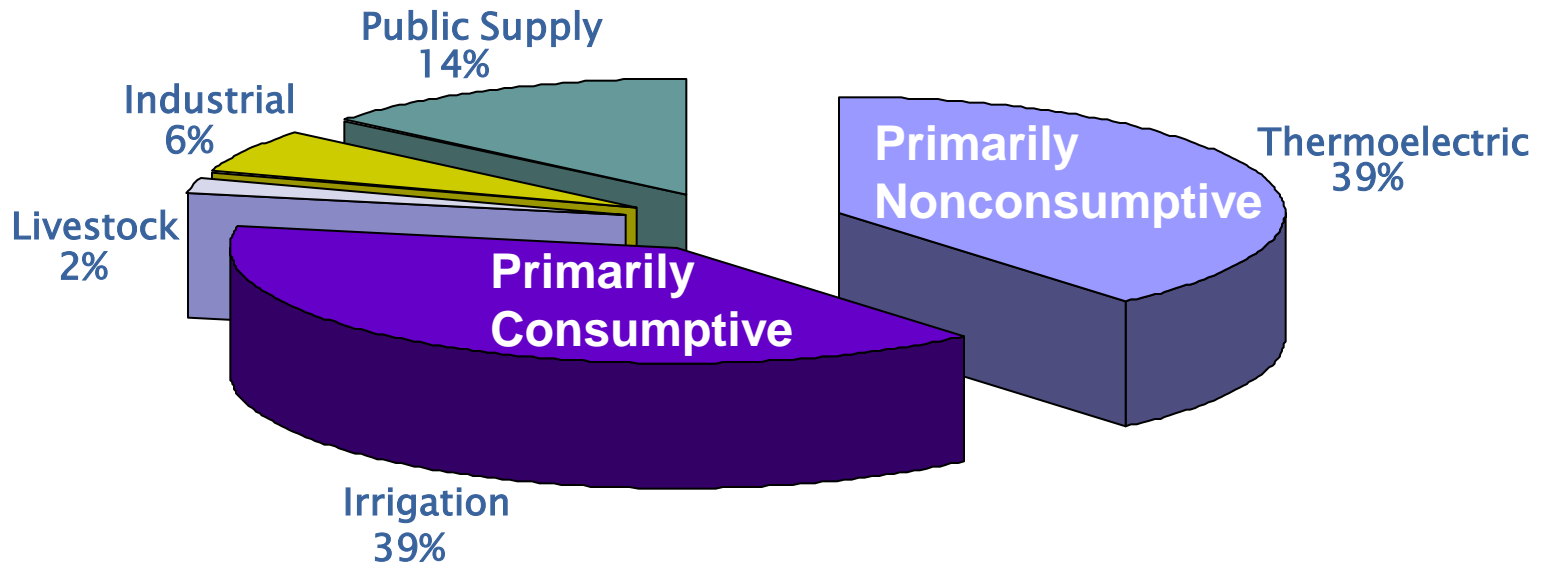 Public Supply
14%
Industrial
6%
Primarily
Nonconsumptive
Thermoelectric
39%
Livestock
2%
Primarily
Consumptive
Irrigation
39%